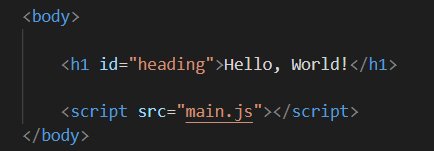 <body>
<h1 id="heading">Hello, World!</h1>
<script src="main.js"></script>
</body>